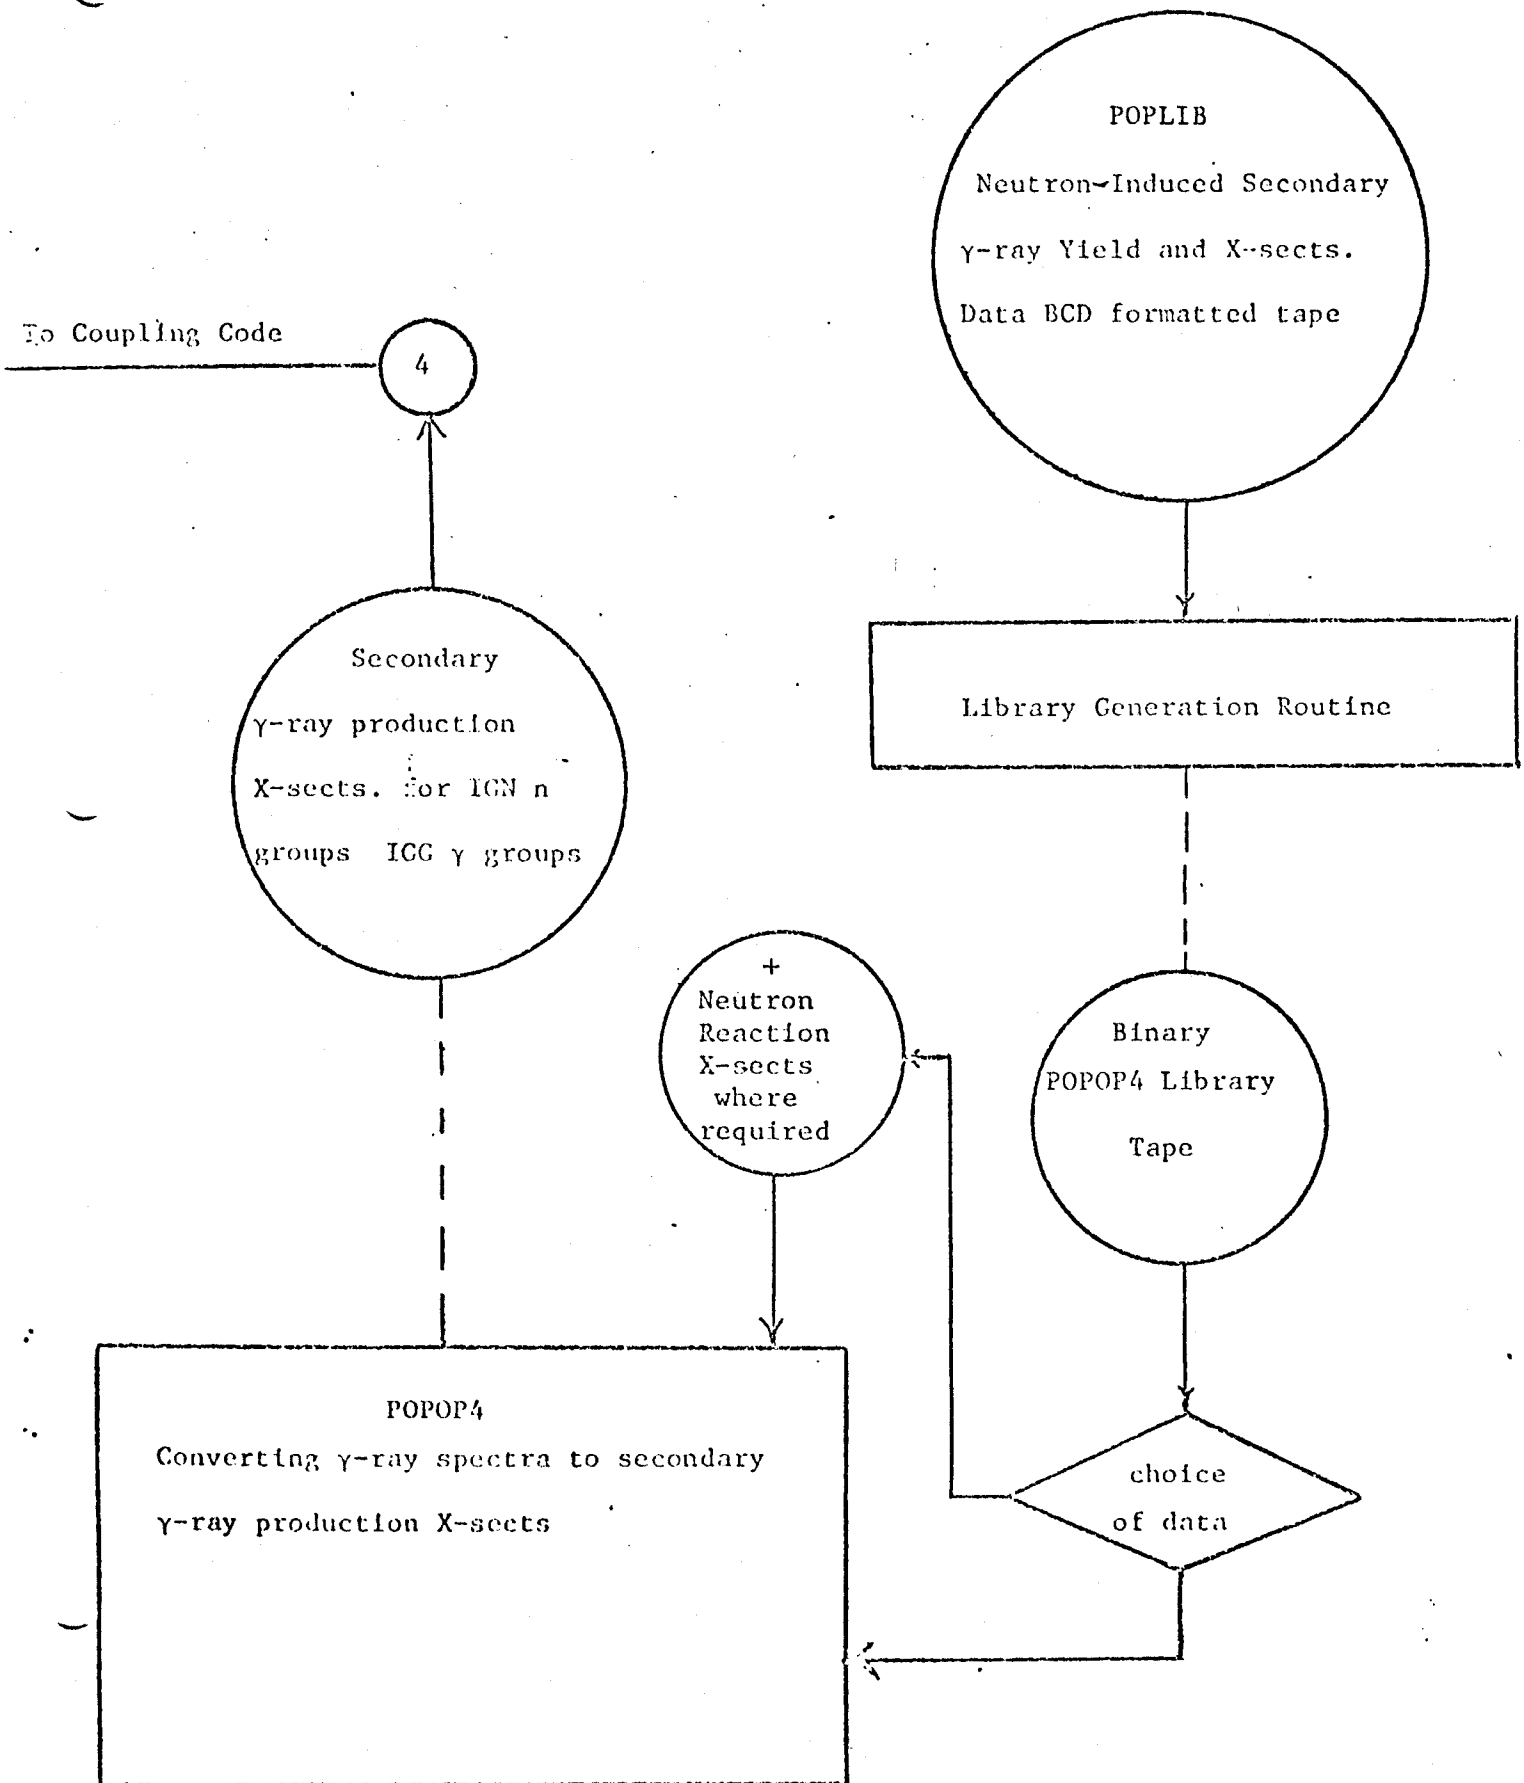 POPLIB
Neutron-Induced Secondary
γ-ray Yield and X-sects.
Data BCD formatted tape
To Coupling Code
4
Secondary
γ-ray production
X-sects. for IGN n
groups IGG γ groups
Library Generation Routine
+
Neutron
Reaction
X-sects
where
required
Binary
POPOP4 Library
Tape
POPOP4
Converting γ-ray spectra to secondary
γ-ray production X-sects
choice
of data